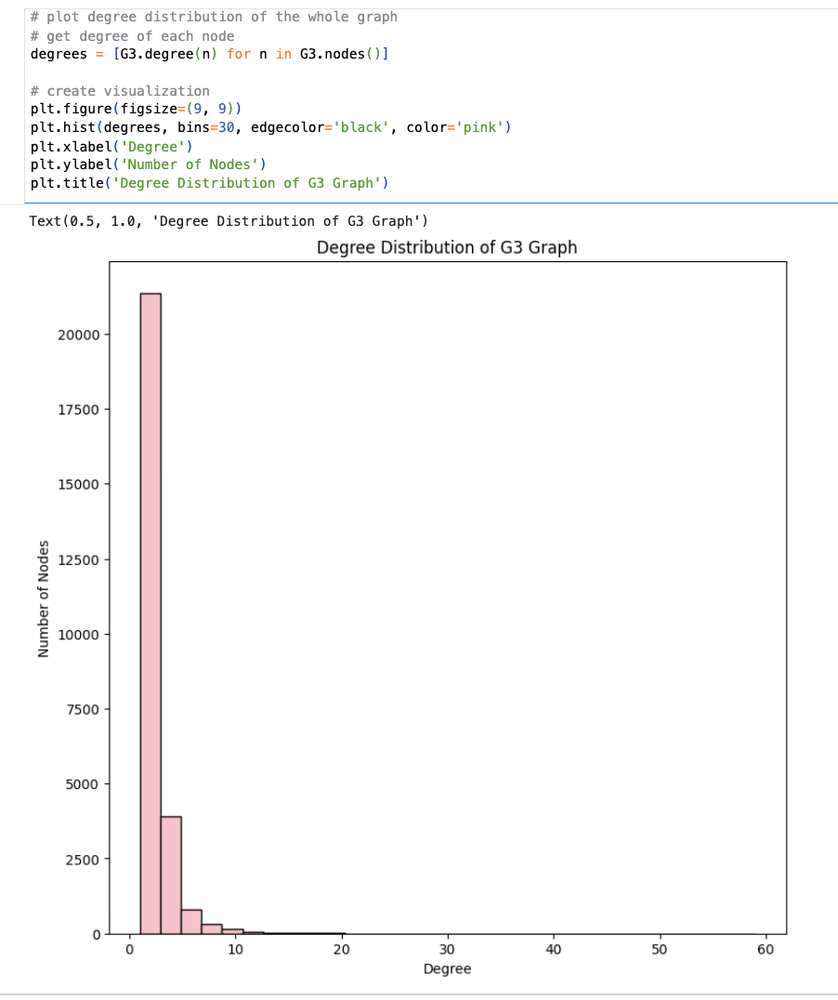 # plot degree distribution of the whole graph
# get degree of each node
degrees = [G3.degree(n) for n in G3.nodes()]
# create visualization
plt.figure(figsize=(9, 9))
plt.hist(degrees, bins=30, edgecolor='black', color='pink')
plt.xlabel('Degree')
plt.ylabel('Number of Nodes')
plt.title('Degree Distribution of G3 Graph')
Text(0.5, 1.0, 'Degree Distribution of G3 Graph')
Degree Distribution of G3 Graph
20000
17500
15000
12500
10000
7500
5000
2500
0
Number of Nodes
0 10 20 30 40 50 60
Degree